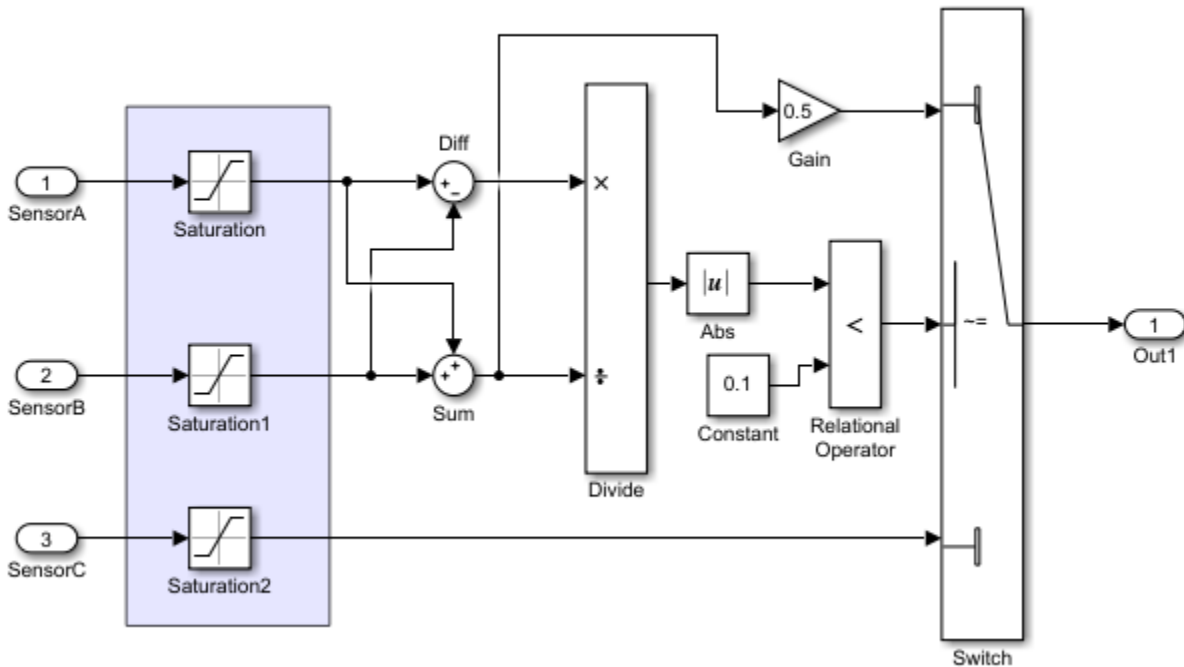 0.5
Gain
Diff
+
−
×
1
SensorA
Saturation
|u|
Abs
<
~=
1
Out1
2
SensorB
Saturation1
+
+
Sum
÷
0.1
Constant
Relational
Operator
Divide
3
SensorC
Saturation2
Switch